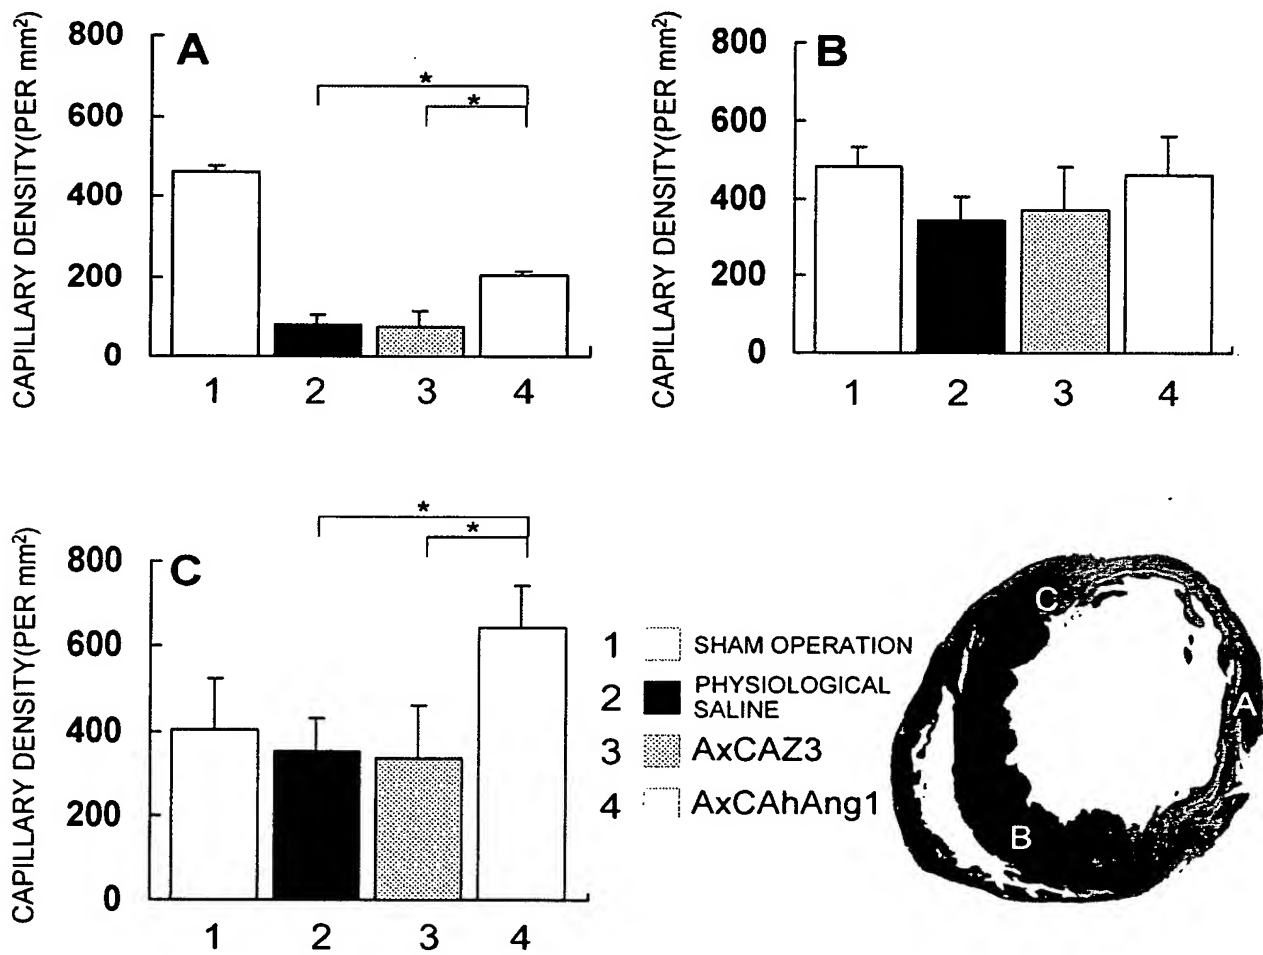 CAPILLARY DENSITY(PER mm²)
A
800
600
400
200
0
*
*
1 2 3 4
CAPILLARY DENSITY(PER mm²)
B
800
600
400
200
0
1 2 3 4
CAPILLARY DENSITY(PER mm²)
C
800
600
400
200
0
*
*
1 2 3 4
1 SHAM OPERATION
2 PHYSIOLOGICAL
SALINE
3 AxCAZ3
4 AxCAhAng1
C
A
B